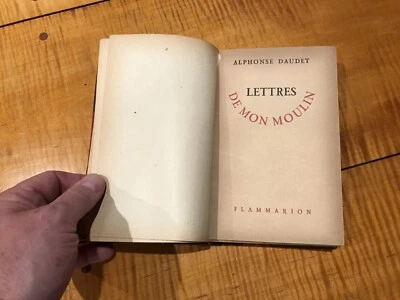 ALPHONSE DAUDET
LETTRES
DE MON MOULIN
FLAMMARION